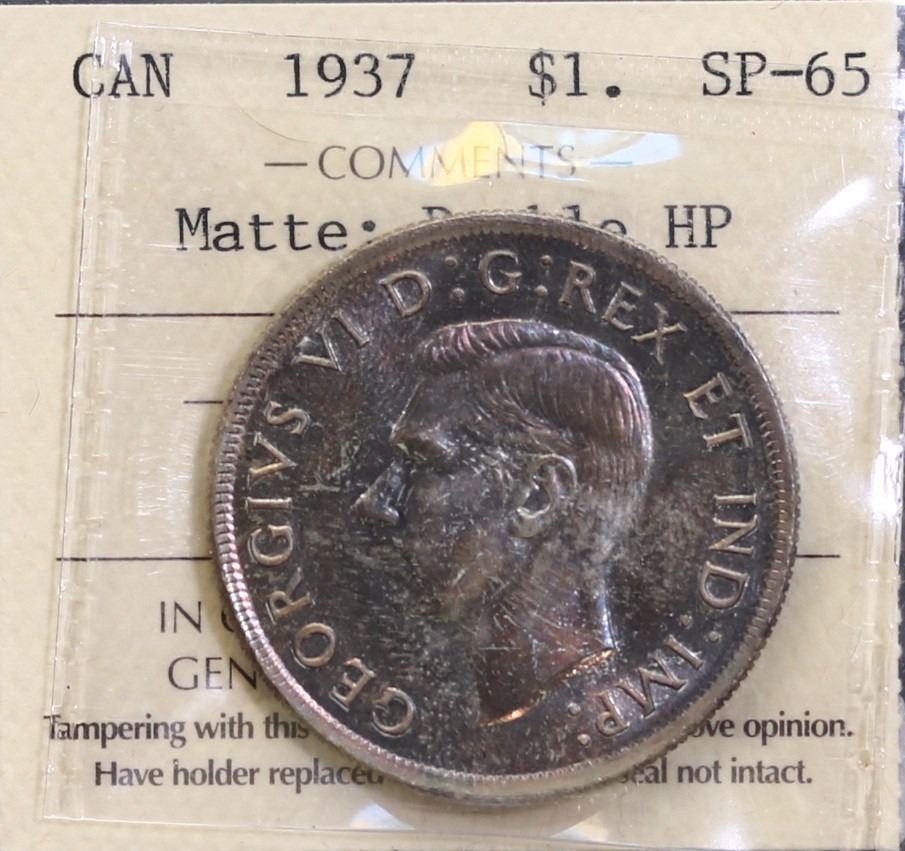 CAN 1937 $1. SP-65
COMMENTS
Matte: HP
GEORGIVS VI D:G:REX ET IND:IMP:
IN
Tampering with this opinion.
Have holder replaced seal not intact.